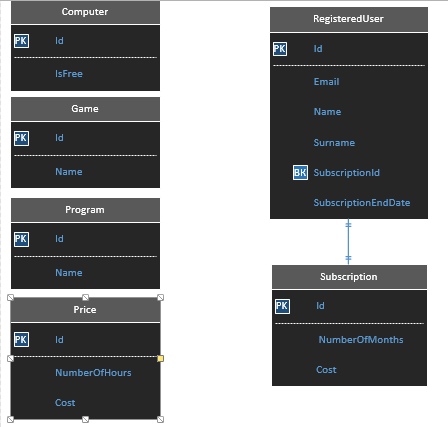 Computer
PK Id
IsFree
Game
PK Id
Name
Program
PK Id
Name
Price
PK Id
NumberOfHours
Cost
RegisteredUser
PK Id
Email
Name
Surname
ВК SubscriptionId
SubscriptionEndDate
Subscription
PK Id
NumberOfMonths
Cost